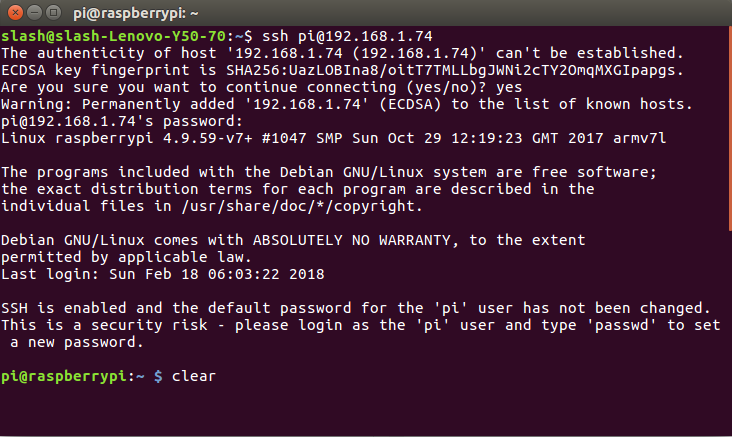 pi@raspberrypi: ~
slash@slash-Lenovo-Y50-70:~$ ssh pi@192.168.1.74
The authenticity of host '192.168.1.74 (192.168.1.74)' can't be established.
ECDSA key fingerprint is SHA256:UazLOBIna8/oitT7TMLLbgJWNi2cTY2OmqMXGIpapgs.
Are you sure you want to continue connecting (yes/no)? yes
Warning: Permanently added '192.168.1.74' (ECDSA) to the list of known hosts.
pi@192.168.1.74's password:
Linux raspberrypi 4.9.59-v7+ #1047 SMP Sun Oct 29 12:19:23 GMT 2017 armv7l
The programs included with the Debian GNU/Linux system are free software;
the exact distribution terms for each program are described in the
individual files in /usr/share/doc/*/copyright.
Debian GNU/Linux comes with ABSOLUTELY NO WARRANTY, to the extent
permitted by applicable law.
Last login: Sun Feb 18 06:03:22 2018
SSH is enabled and the default password for the 'pi' user has not been changed.
This is a security risk - please login as the 'pi' user and type 'passwd' to set
 a new password.
pi@raspberrypi:~ $ clear